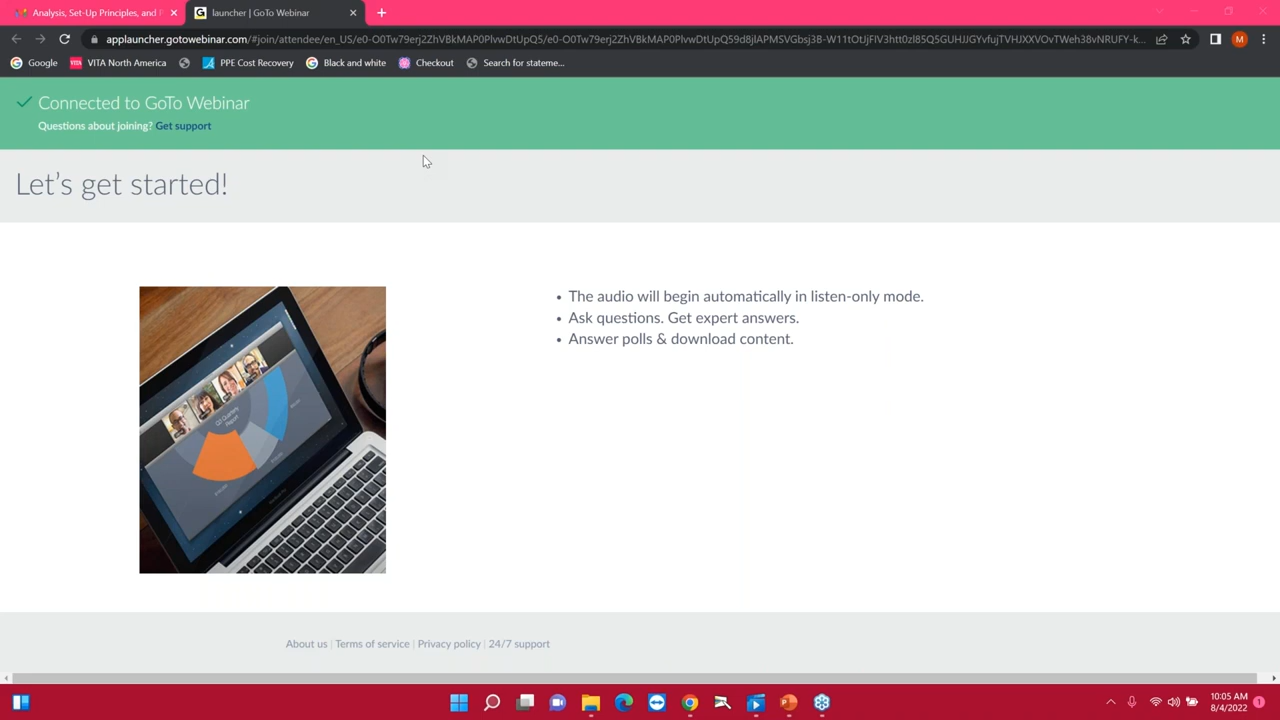 Analysis, Set-Up Principles, and
launcher | GoTo Webinar
applauncher.gotowebinar.com/#join/attendee/en_US/
Google
VITA North America
PPE Cost Recovery
Black and white
Checkout
Search for stateme...
Connected to GoTo Webinar
Questions about joining? Get support
Let's get started!
• The audio will begin automatically in listen-only mode.
• Ask questions. Get expert answers.
• Answer polls & download content.
About us | Terms of service | Privacy policy | 24/7 support
10:05 AM
8/4/2022